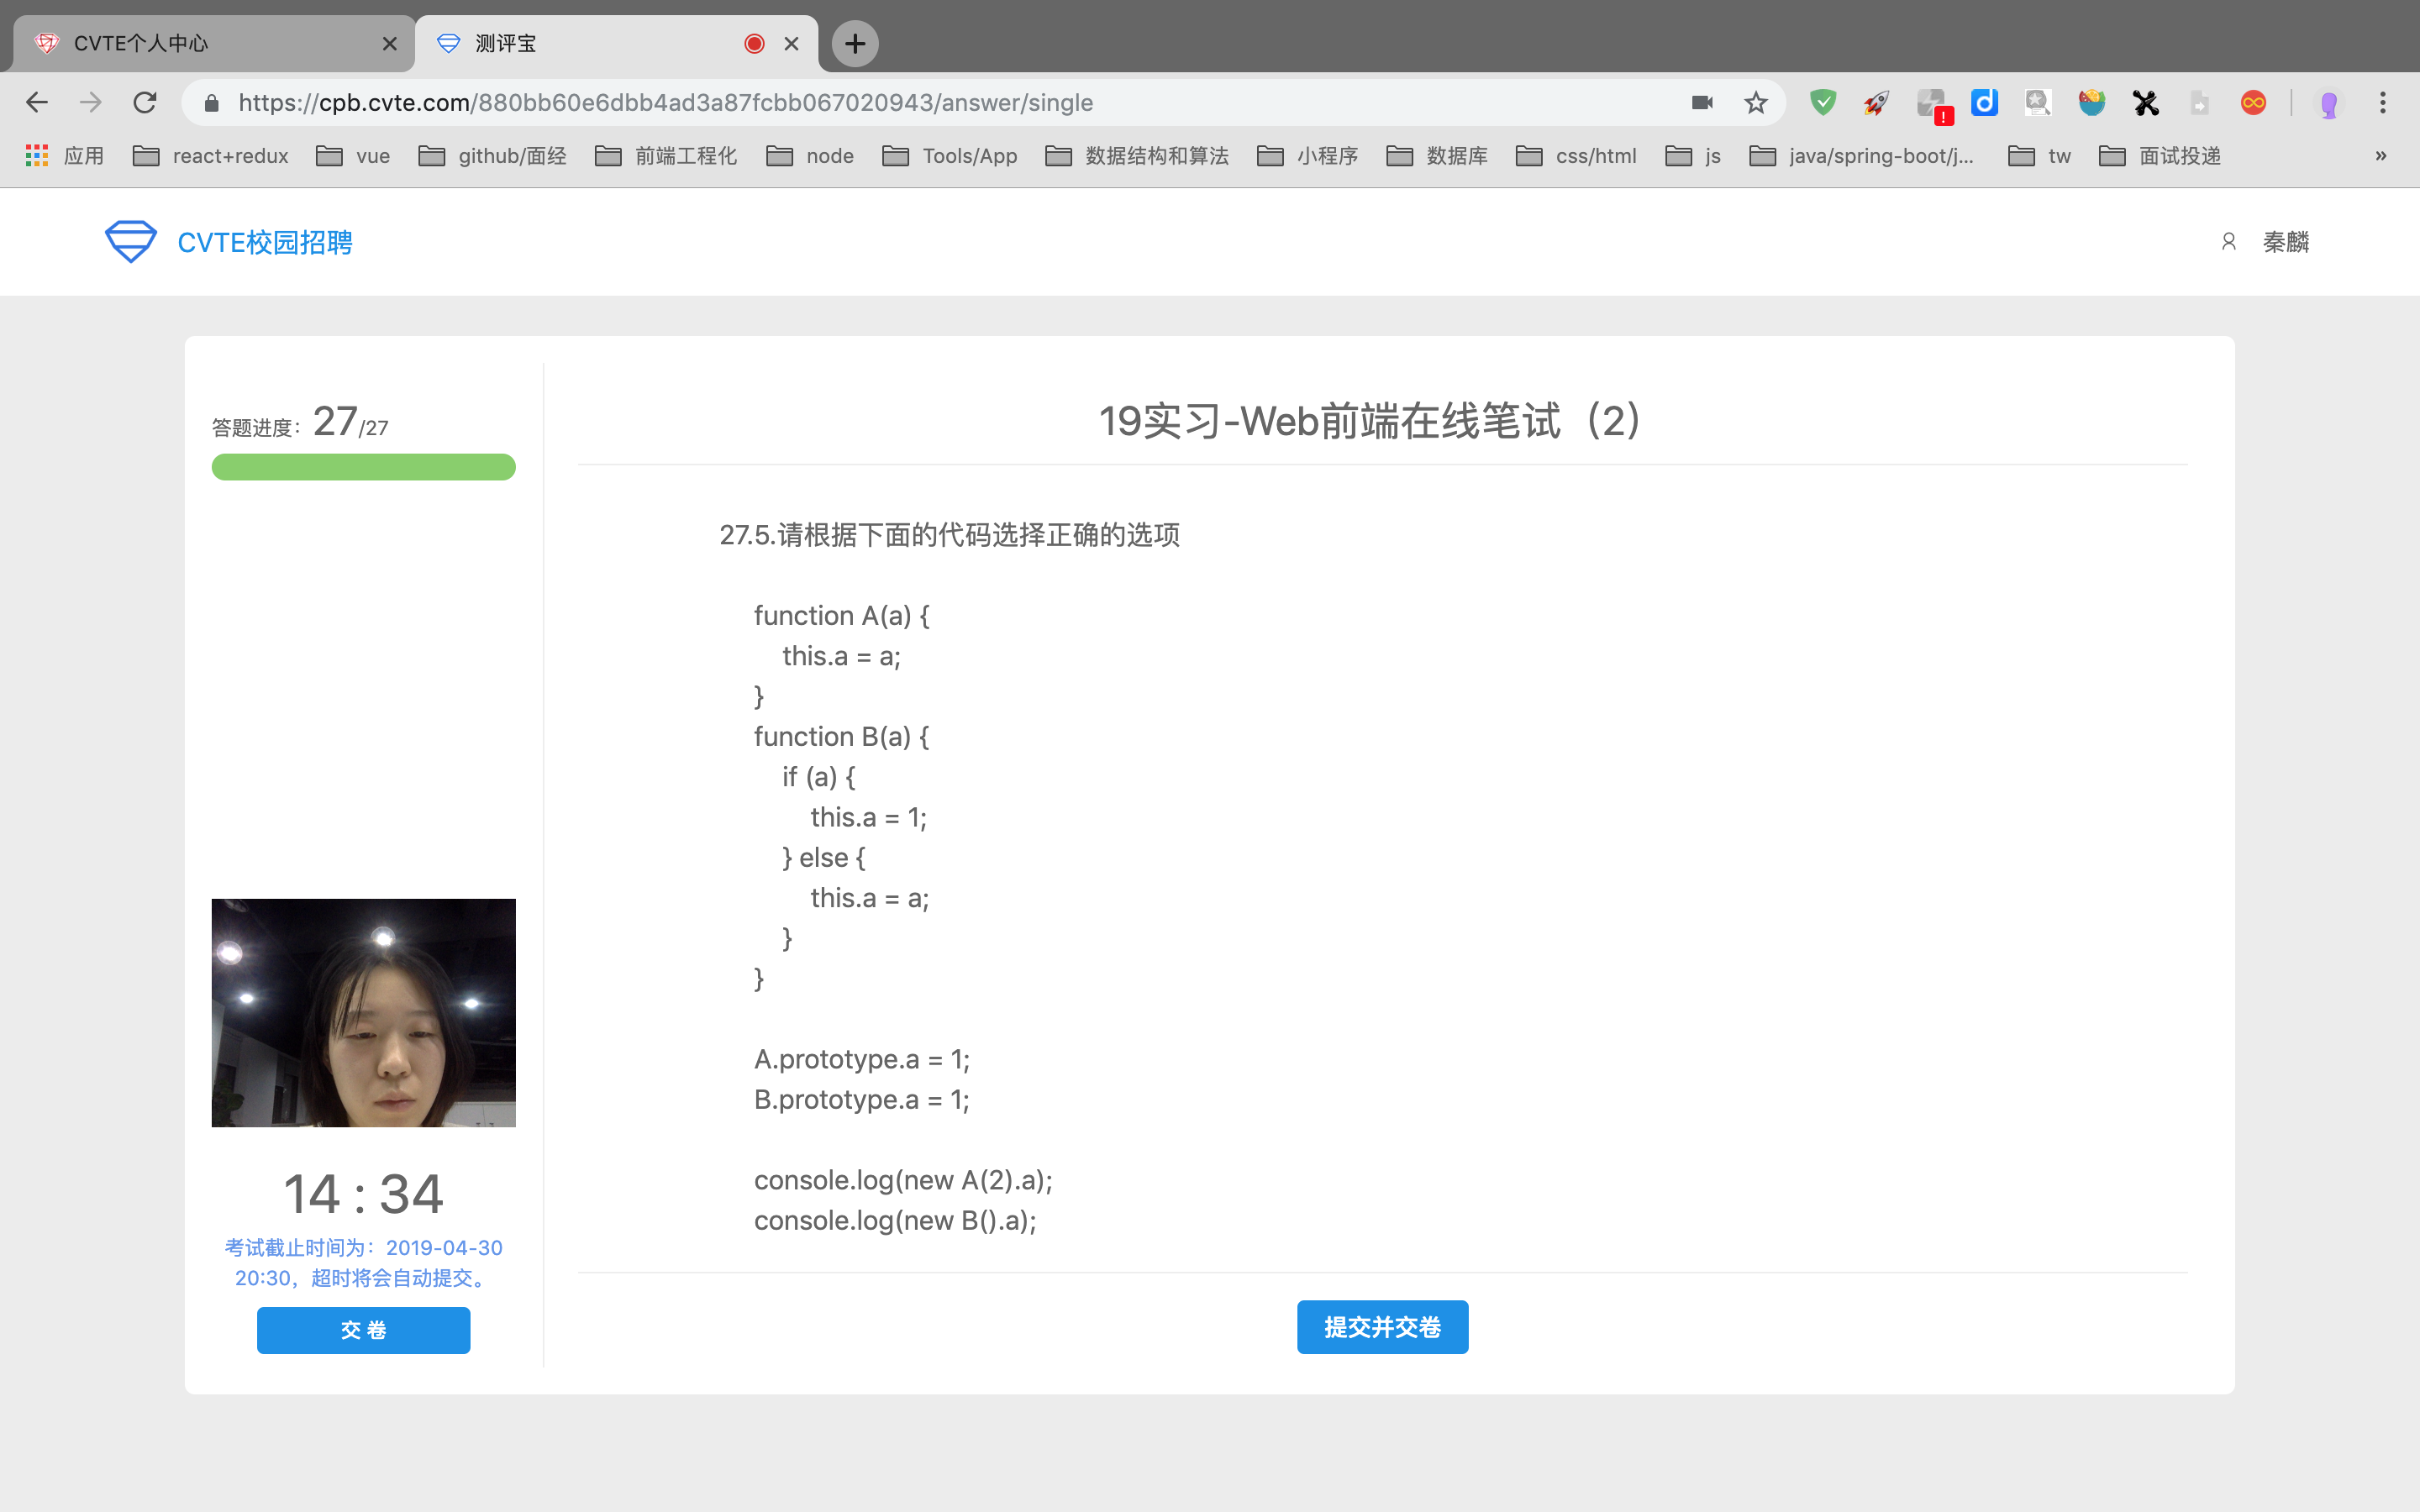 CVTE个人中心
测评宝
https://cpb.cvte.com/880bb60e6dbb4ad3a87fcbb067020943/answer/single
应用 react+redux vue github/面经 前端工程化 node Tools/App 数据结构和算法 小程序 数据库 css/html js java/spring-boot/j... tw 面试投递 »
CVTE校园招聘
秦麟
答题进度：27/27
19实习-Web前端在线笔试（2）
27.5.请根据下面的代码选择正确的选项
function A(a) {
this.a = a;
}
function B(a) {
if (a) {
this.a = 1;
} else {
this.a = a;
}
}
A.prototype.a = 1;
B.prototype.a = 1;
console.log(new A(2).a);
console.log(new B().a);
14 : 34
考试截止时间为：2019-04-30
20:30，超时将会自动提交。
交 卷
提交并交卷